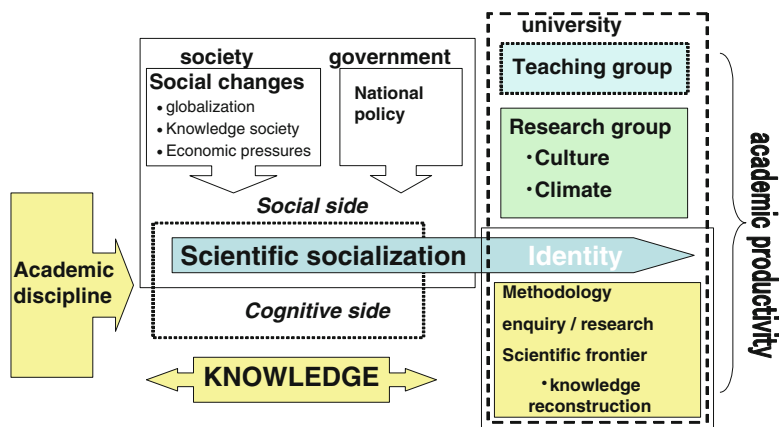 society
government
university
Social changes
• globalization
• Knowledge society
• Economic pressures
National
policy
Teaching group
Research group
・Culture
・Climate
Social side
Academic
discipline
Scientific socialization
Identity
Cognitive side
KNOWLEDGE
Methodology
enquiry / research
Scientific frontier
・knowledge
reconstruction
academic productivity